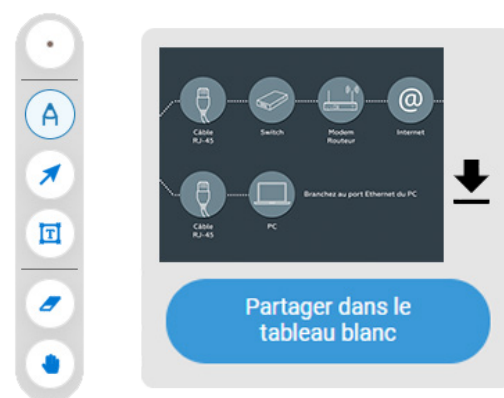 @
Câble
RJ-45
Switch
Modem
Routeur
Internet
Câble
RJ-45
PC
Branchez au port Ethernet du PC
T
Partager dans le
tableau blanc